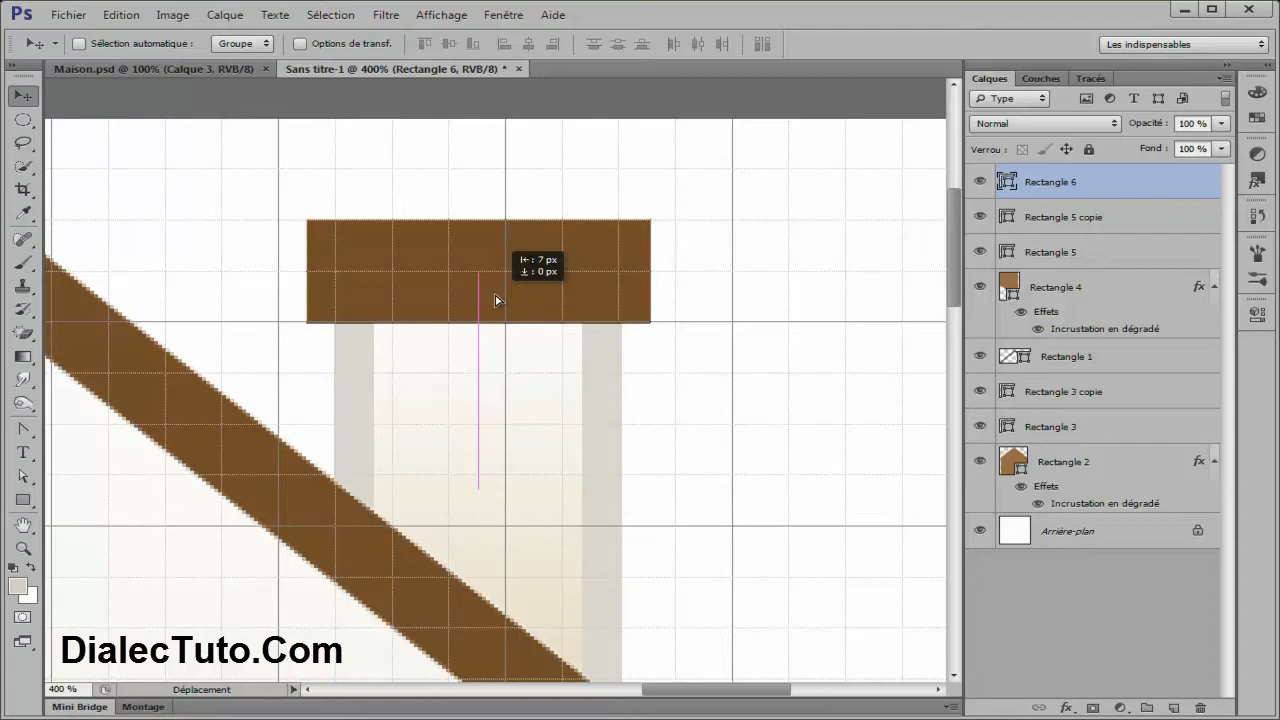 Ps Fichier Edition Image Calque Texte Sélection Filtre Affichage Fenêtre Aide
Sélection automatique : Groupe Options de transf. Les indispensables
Maison.psd @ 100% (Calque 3, RVB/8) × Sans titre-1 @ 400% (Rectangle 6, RVB/8) * ×
Calques Couches Tracés
Type
Normal Opacité : 100 %
Verrou : Fond : 100 %
Rectangle 6
Rectangle 5 copie
Rectangle 5
Rectangle 4 fx
Effets
Incrustation en dégradé
Rectangle 1
Rectangle 3 copie
Rectangle 3
Rectangle 2 fx
Effets
Incrustation en dégradé
Arrière-plan
: 7 px
: 0 px
DialecTuto.Com
400 % Déplacement
Mini Bridge Montage